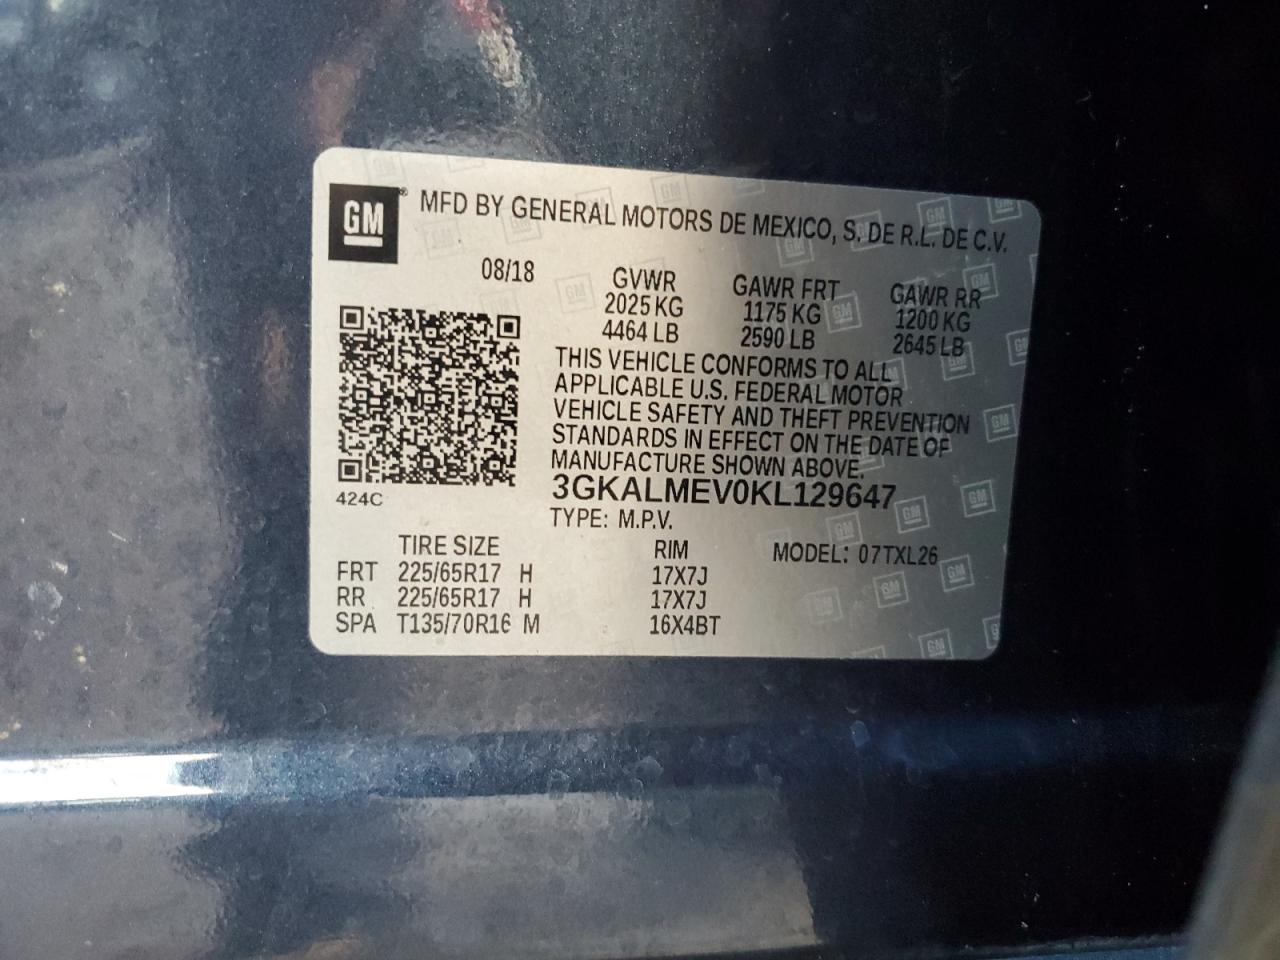 GM® MFD BY GENERAL MOTORS DE MEXICO, S. DE R.L. DE C.V.
08/18 GVWR GAWR FRT GAWR RR
2025 KG 1175 KG 1200 KG
4464 LB 2590 LB 2645 LB
THIS VEHICLE CONFORMS TO ALL
APPLICABLE U.S. FEDERAL MOTOR
VEHICLE SAFETY AND THEFT PREVENTION
STANDARDS IN EFFECT ON THE DATE OF
MANUFACTURE SHOWN ABOVE.
3GKALMEV0KL129647
424C
TYPE: M.P.V.
TIRE SIZE RIM MODEL: 07TXL26
FRT 225/65R17 H 17X7J
RR 225/65R17 H 17X7J
SPA T135/70R16 M 16X4BT